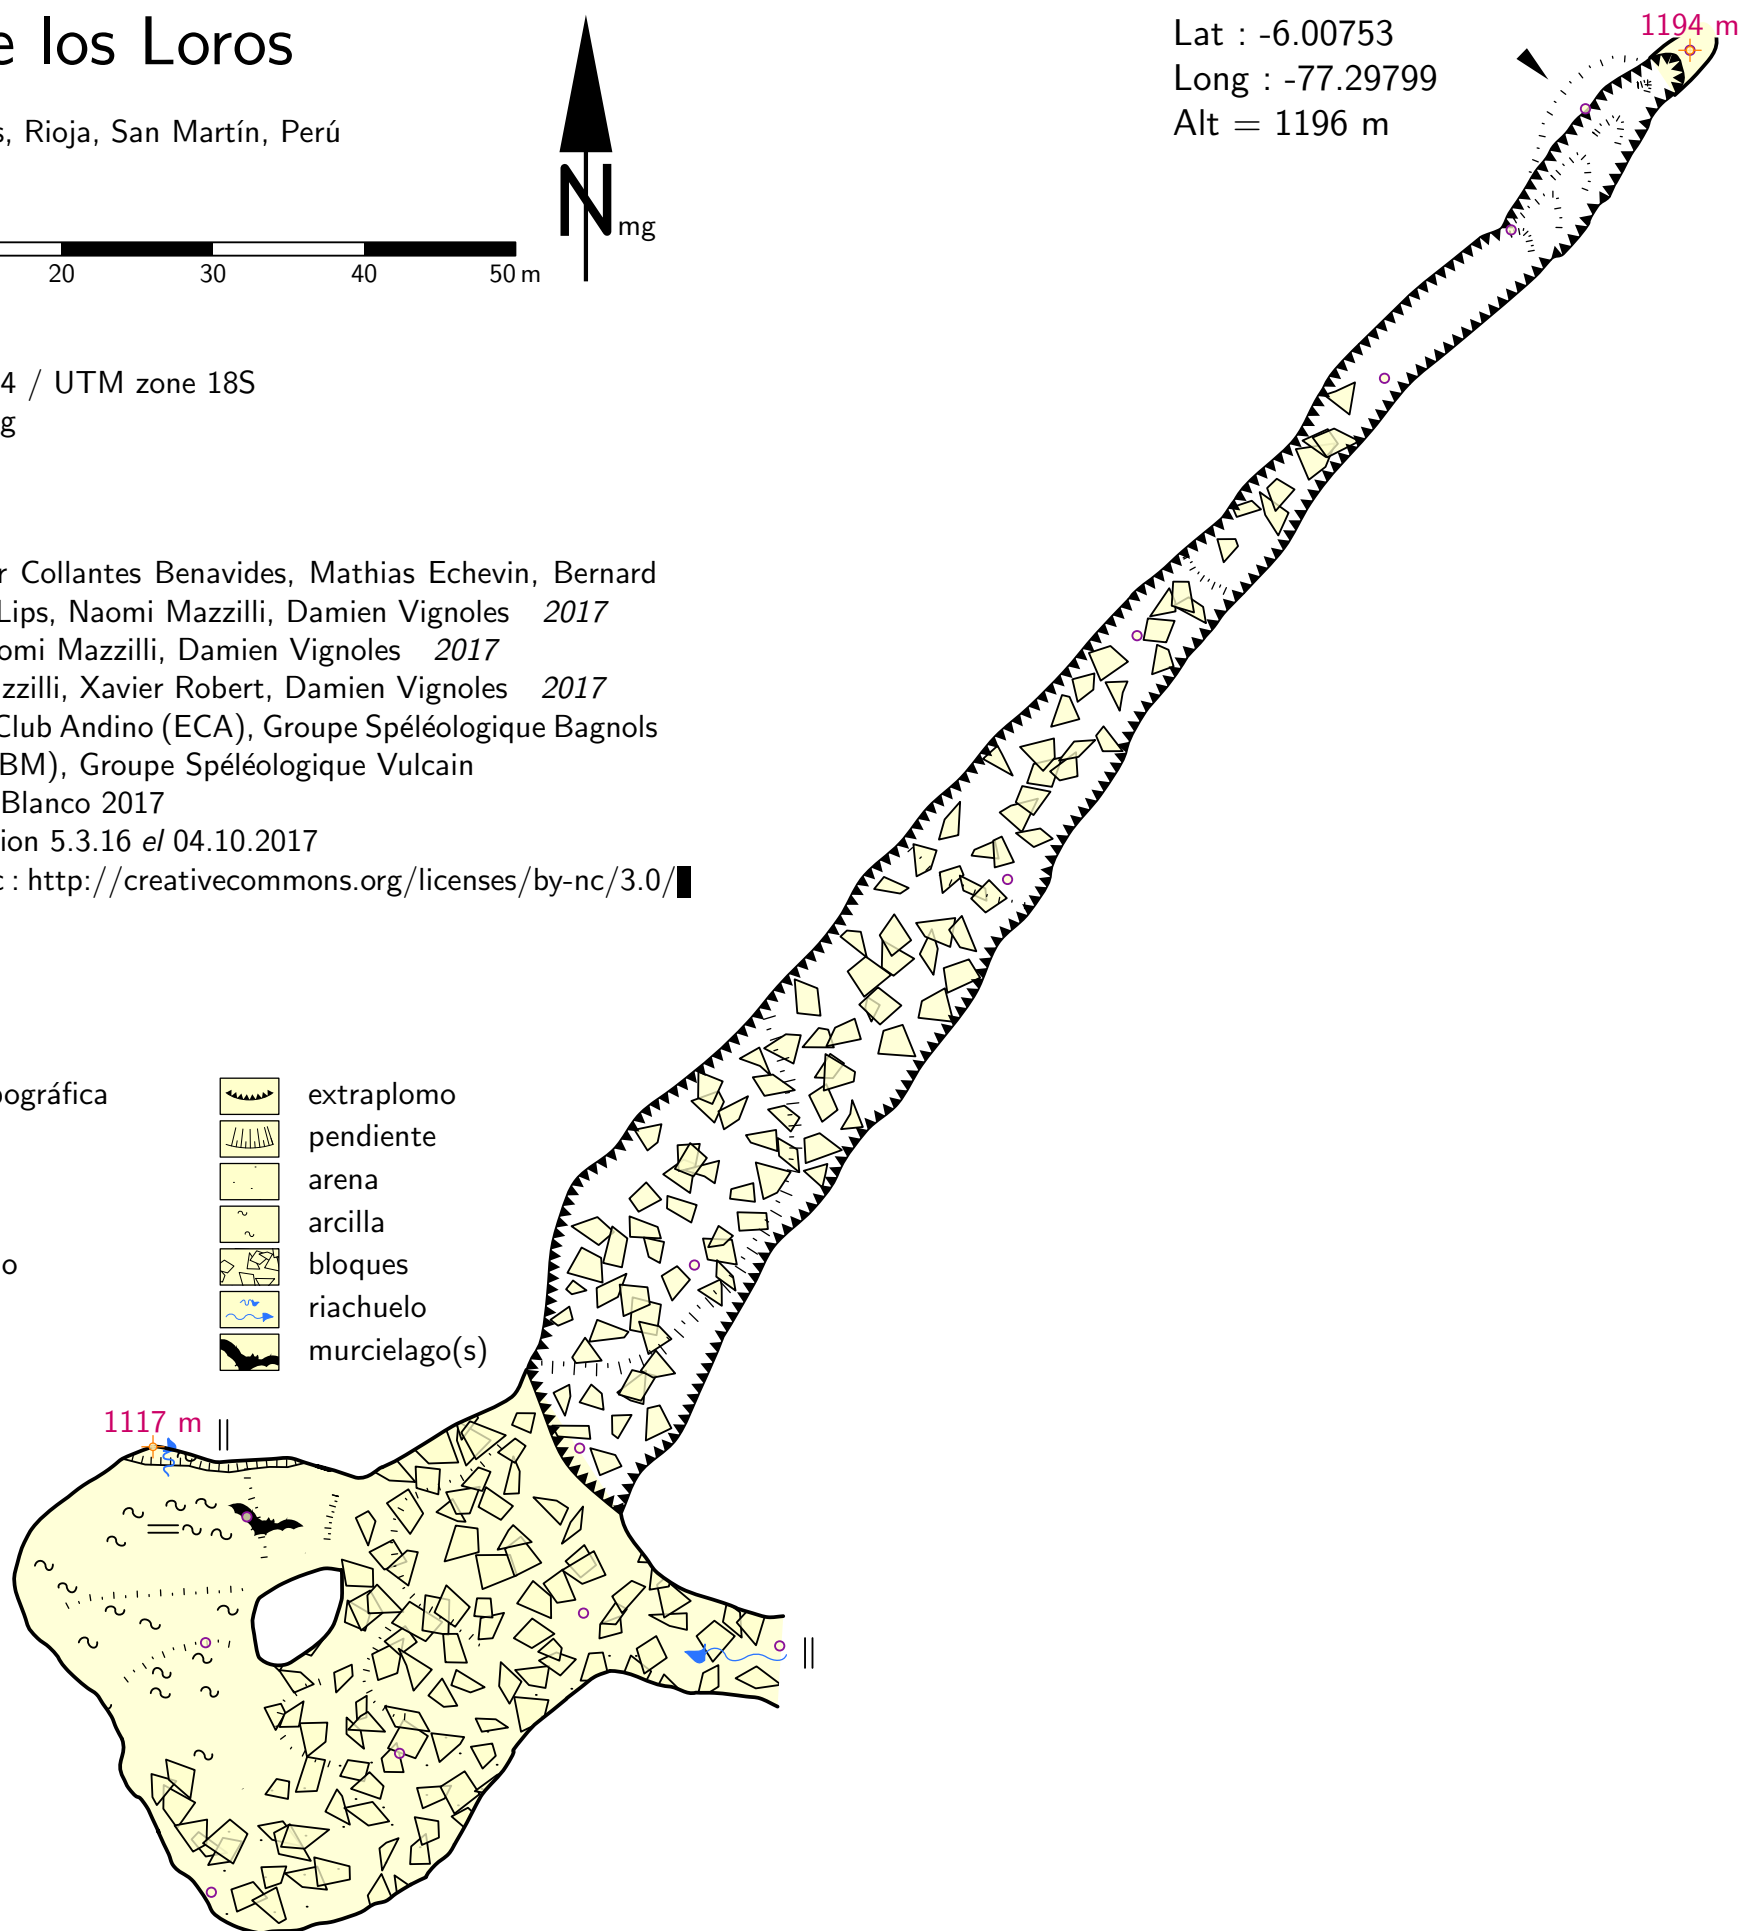 e los Loros
s, Rioja, San Martín, Perú
20 30 40 50 m
N mg
Lat : -6.00753
Long : -77.29799
Alt = 1196 m
1194 m
4 / UTM zone 18S
g
r Collantes Benavides, Mathias Echevin, Bernard
Lips, Naomi Mazzilli, Damien Vignoles 2017
omi Mazzilli, Damien Vignoles 2017
zzilli, Xavier Robert, Damien Vignoles 2017
Club Andino (ECA), Groupe Spéléologique Bagnols
BM), Groupe Spéléologique Vulcain
Blanco 2017
ion 5.3.16 el 04.10.2017
c : http://creativecommons.org/licenses/by-nc/3.0/
pográfica
o
extraplomo
pendiente
arena
arcilla
bloques
riachuelo
murcielago(s)
1117 m